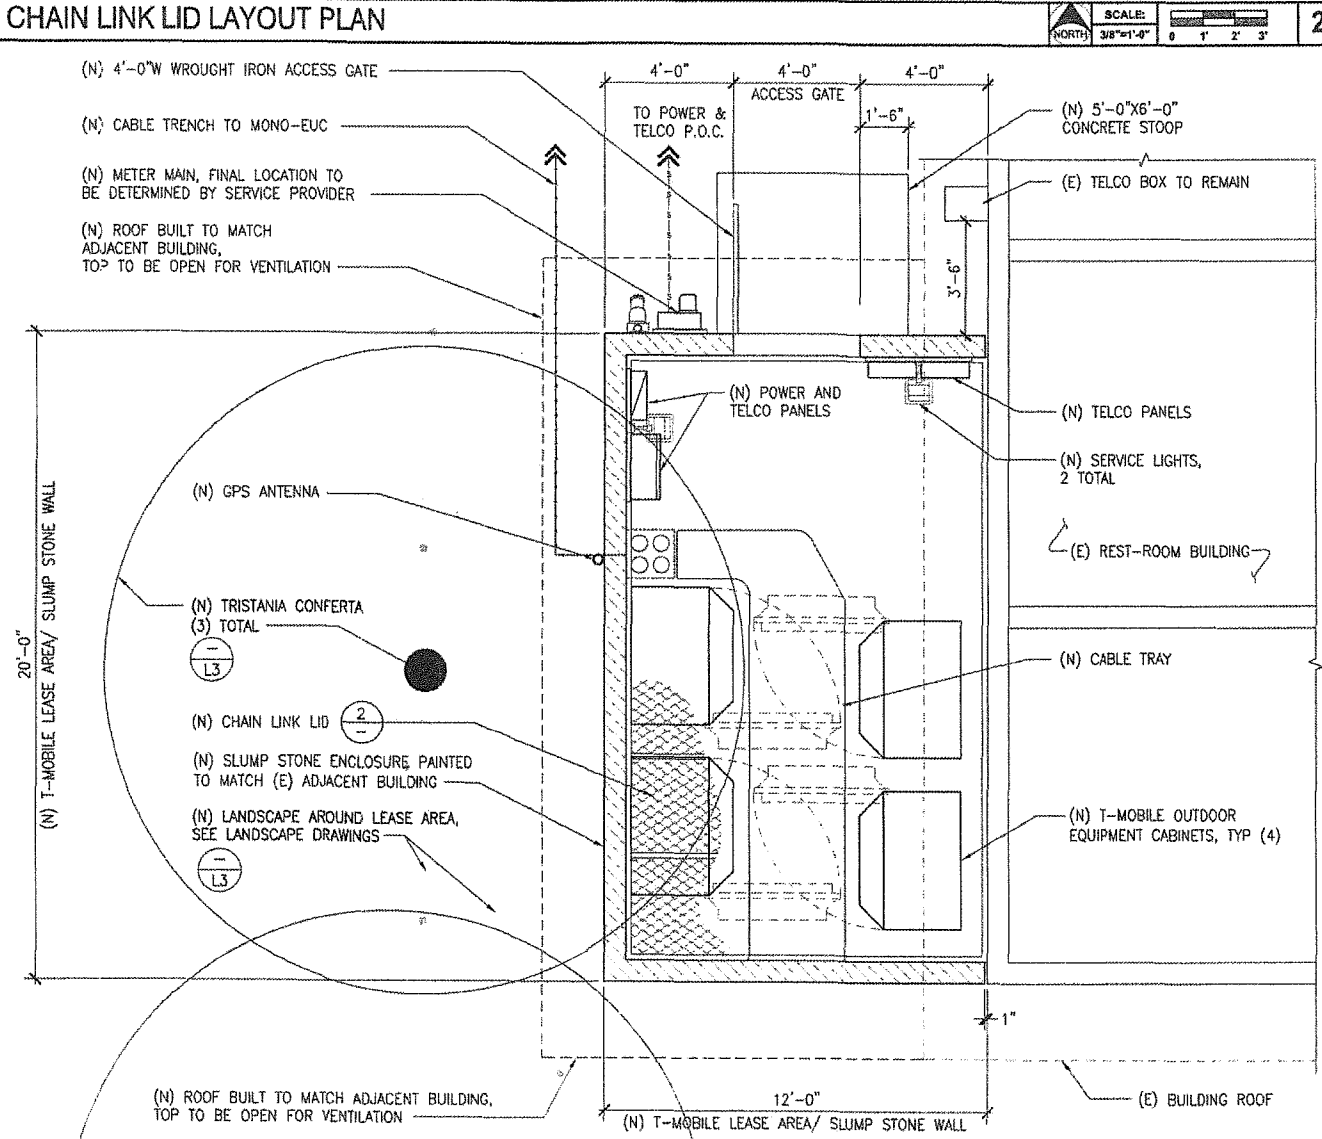 CHAIN LINK LID LAYOUT PLAN
NORTH
SCALE:
3/8"=1'-0"
0 1' 2' 3'
2
(N) 4'-0"W WROUGHT IRON ACCESS GATE
4'-0"
4'-0"
4'-0"
ACCESS GATE
1'-6"
(N) 5'-0"X6'-0"
CONCRETE STOOP
(N) CABLE TRENCH TO MONO-EUC
TO POWER &
TELCO P.O.C.
(N) METER MAIN, FINAL LOCATION TO
BE DETERMINED BY SERVICE PROVIDER
(E) TELCO BOX TO REMAIN
(N) ROOF BUILT TO MATCH
ADJACENT BUILDING,
TOP TO BE OPEN FOR VENTILATION
3'-6"
(N) POWER AND
TELCO PANELS
(N) TELCO PANELS
(N) SERVICE LIGHTS,
2 TOTAL
(N) GPS ANTENNA
(E) REST-ROOM BUILDING
20'-0"
(N) T-MOBILE LEASE AREA/ SLUMP STONE WALL
(N) TRISTANIA CONFERTA
(3) TOTAL
–
L3
(N) CABLE TRAY
(N) CHAIN LINK LID
2
–
(N) SLUMP STONE ENCLOSURE PAINTED
TO MATCH (E) ADJACENT BUILDING
(N) LANDSCAPE AROUND LEASE AREA,
SEE LANDSCAPE DRAWINGS
–
L3
(N) T-MOBILE OUTDOOR
EQUIPMENT CABINETS, TYP (4)
1"
(N) ROOF BUILT TO MATCH ADJACENT BUILDING,
TOP TO BE OPEN FOR VENTILATION
12'-0"
(N) T-MOBILE LEASE AREA/ SLUMP STONE WALL
(E) BUILDING ROOF